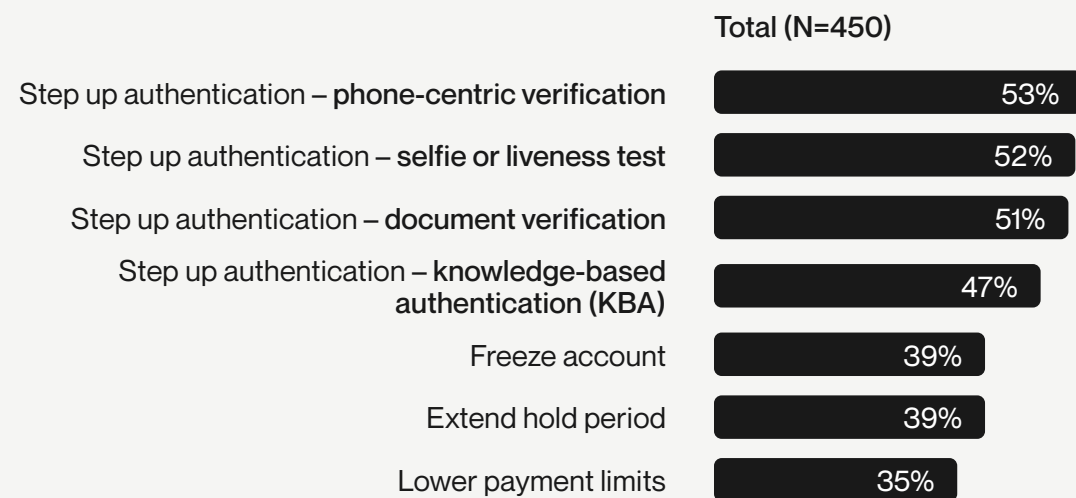 Total (N=450)
Step up authentication – phone-centric verification 53%
Step up authentication – selfie or liveness test 52%
Step up authentication – document verification 51%
Step up authentication – knowledge-based
authentication (KBA) 47%
Freeze account 39%
Extend hold period 39%
Lower payment limits 35%